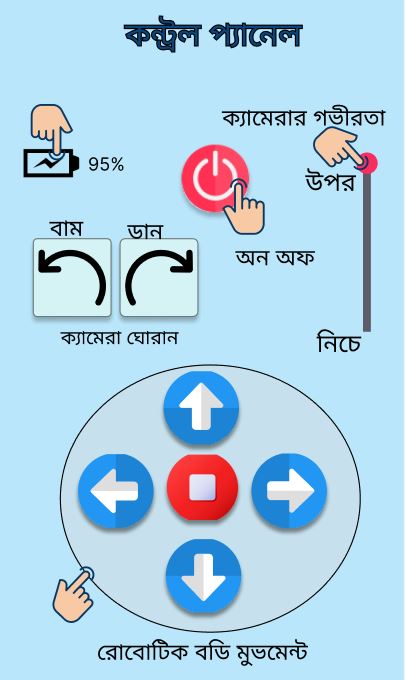 কন্ট্রল প্যানেল
ক্যামেরার গভীরতা
95%
উপর
বাম
ডান
অন অফ
ক্যামেরা ঘোরান
নিচে
রোবোটিক বডি মুভমেন্ট